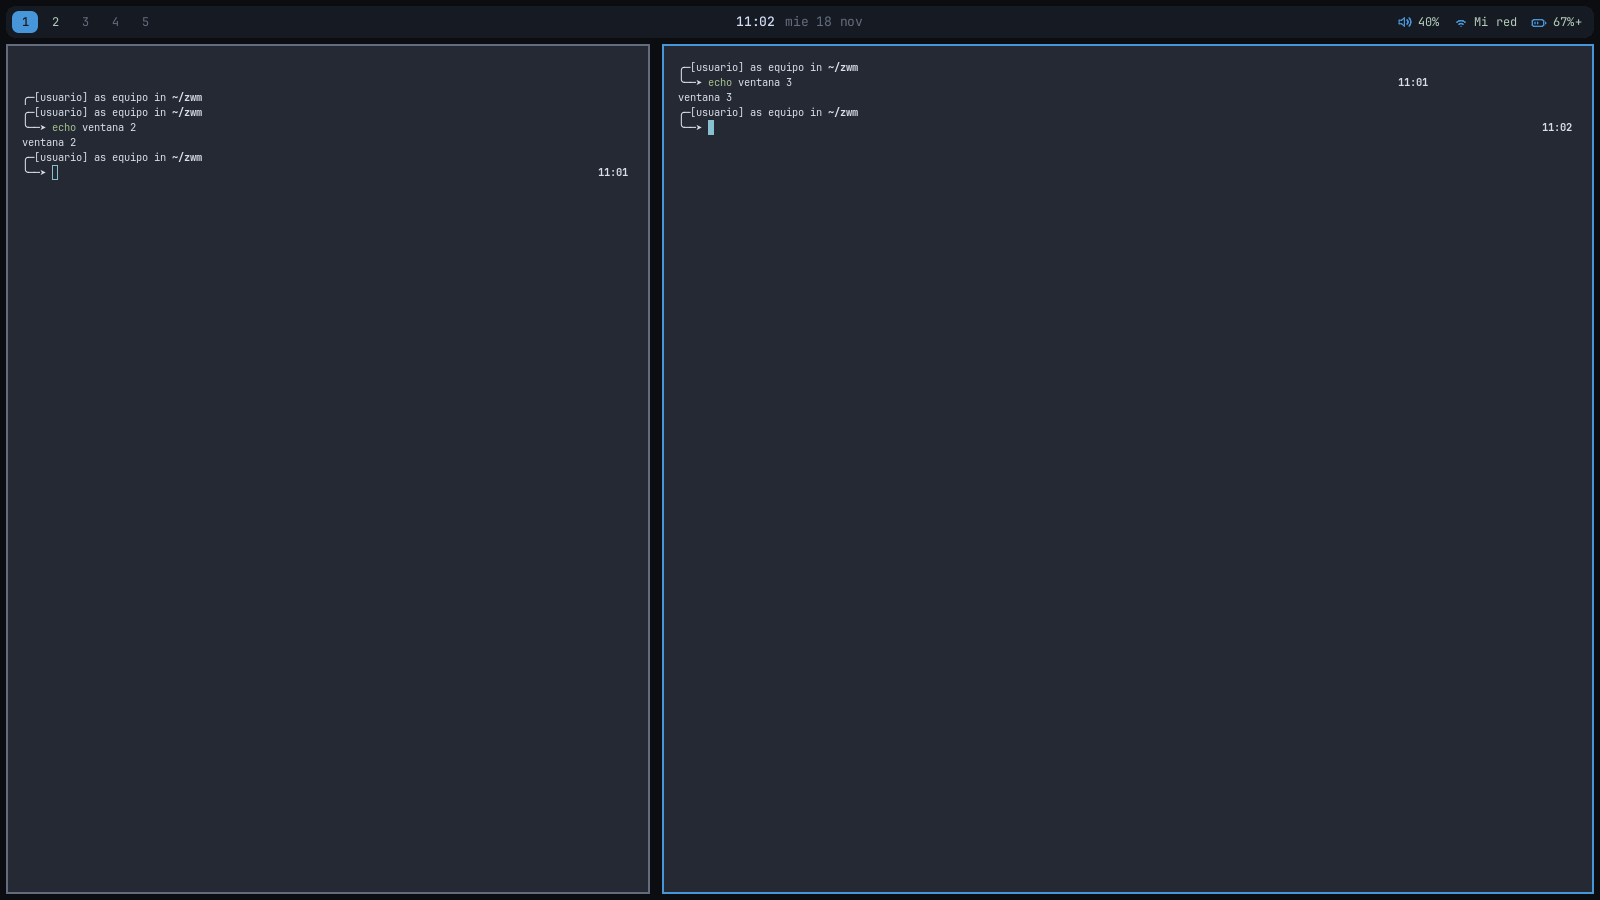 1 2 3 4 5 11:02 mie 18 nov 40% Mi red 67%+
╭─[usuario] as equipo in ~/zwm
╭─[usuario] as equipo in ~/zwm
╰──➤ echo ventana 2
ventana 2
╭─[usuario] as equipo in ~/zwm
╰──➤ 11:01
╭─[usuario] as equipo in ~/zwm
╰──➤ echo ventana 3 11:01
ventana 3
╭─[usuario] as equipo in ~/zwm
╰──➤ 11:02